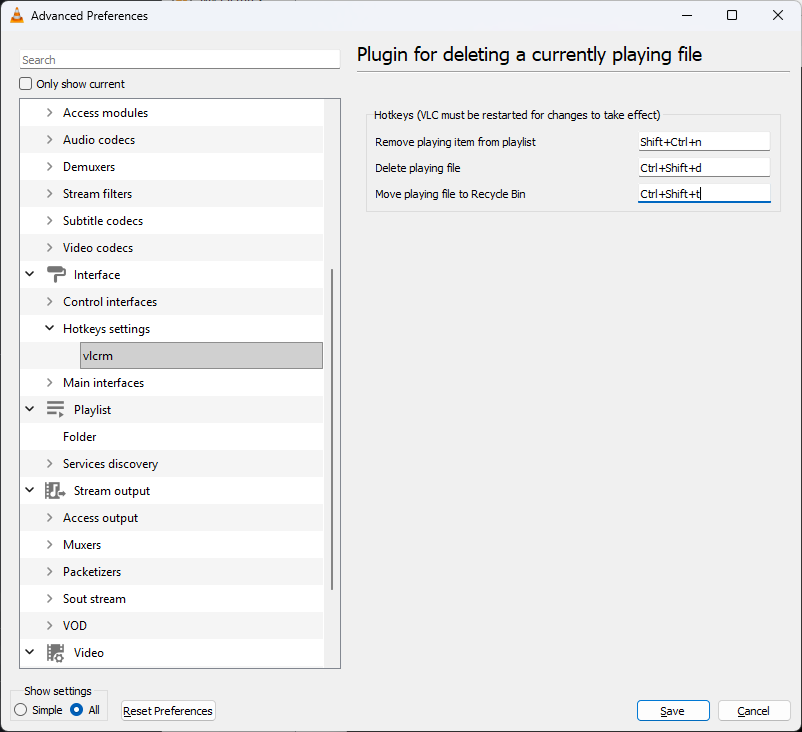 Advanced Preferences
Search
Only show current
Access modules
Audio codecs
Demuxers
Stream filters
Subtitle codecs
Video codecs
Interface
Control interfaces
Hotkeys settings
vlcrm
Main interfaces
Playlist
Folder
Services discovery
Stream output
Access output
Muxers
Packetizers
Sout stream
VOD
Video
Plugin for deleting a currently playing file
Hotkeys (VLC must be restarted for changes to take effect)
Remove playing item from playlist Shift+Ctrl+n
Delete playing file Ctrl+Shift+d
Move playing file to Recycle Bin Ctrl+Shift+t
Show settings
Simple All
Reset Preferences
Save
Cancel